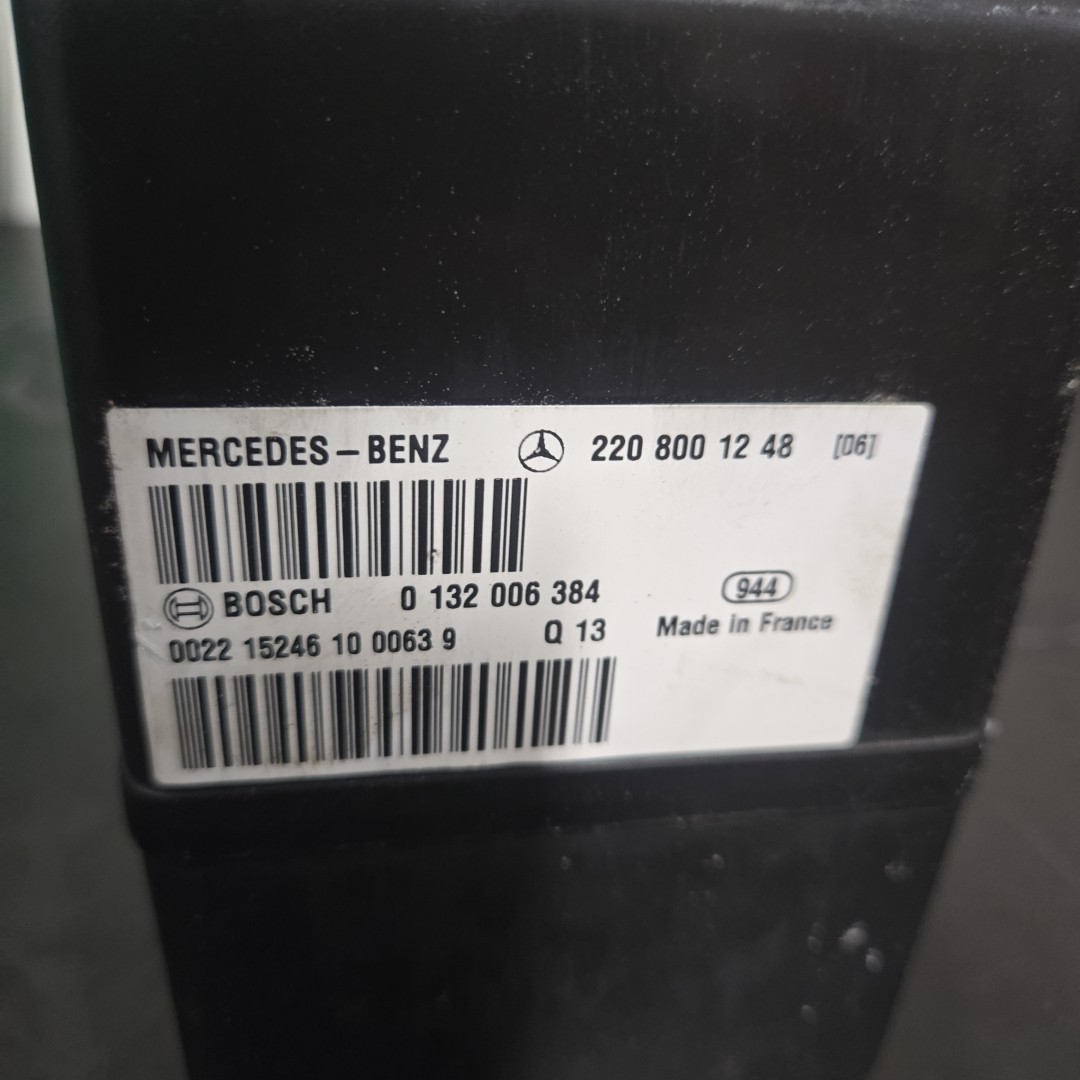 MERCEDES-BENZ 220 800 12 48 [06]
BOSCH 0 132 006 384 944
0022 15246 10 0063 9 Q 13 Made in France